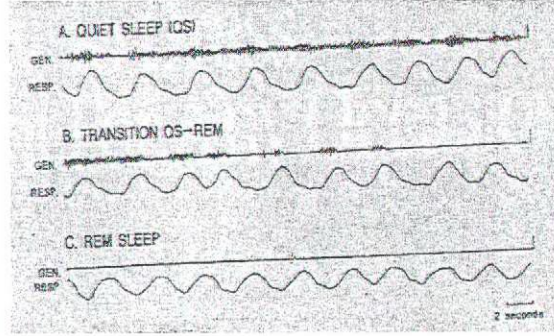 A. QUIET SLEEP (QS)
GEN.
RESP.
B. TRANSITION QS-REM
GEN.
RESP.
C. REM SLEEP
GEN.
RESP
2 seconds